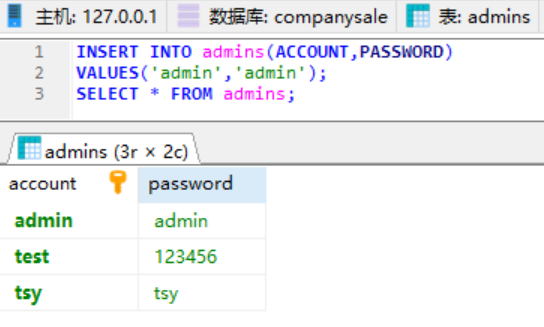 主机: 127.0.0.1 数据库: companysale 表: admins
1 INSERT INTO admins(ACCOUNT,PASSWORD)
2 VALUES('admin','admin');
3 SELECT * FROM admins;
admins (3r × 2c)
account password
admin admin
test 123456
tsy tsy